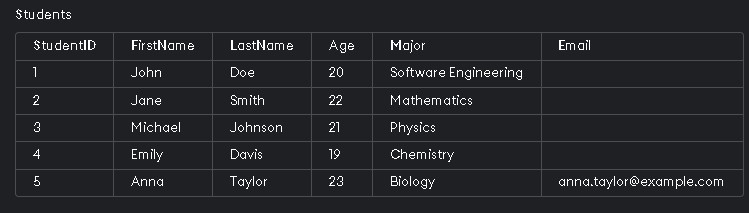 Students
StudentID FirstName LastName Age Major Email
1 John Doe 20 Software Engineering
2 Jane Smith 22 Mathematics
3 Michael Johnson 21 Physics
4 Emily Davis 19 Chemistry
5 Anna Taylor 23 Biology anna.taylor@example.com